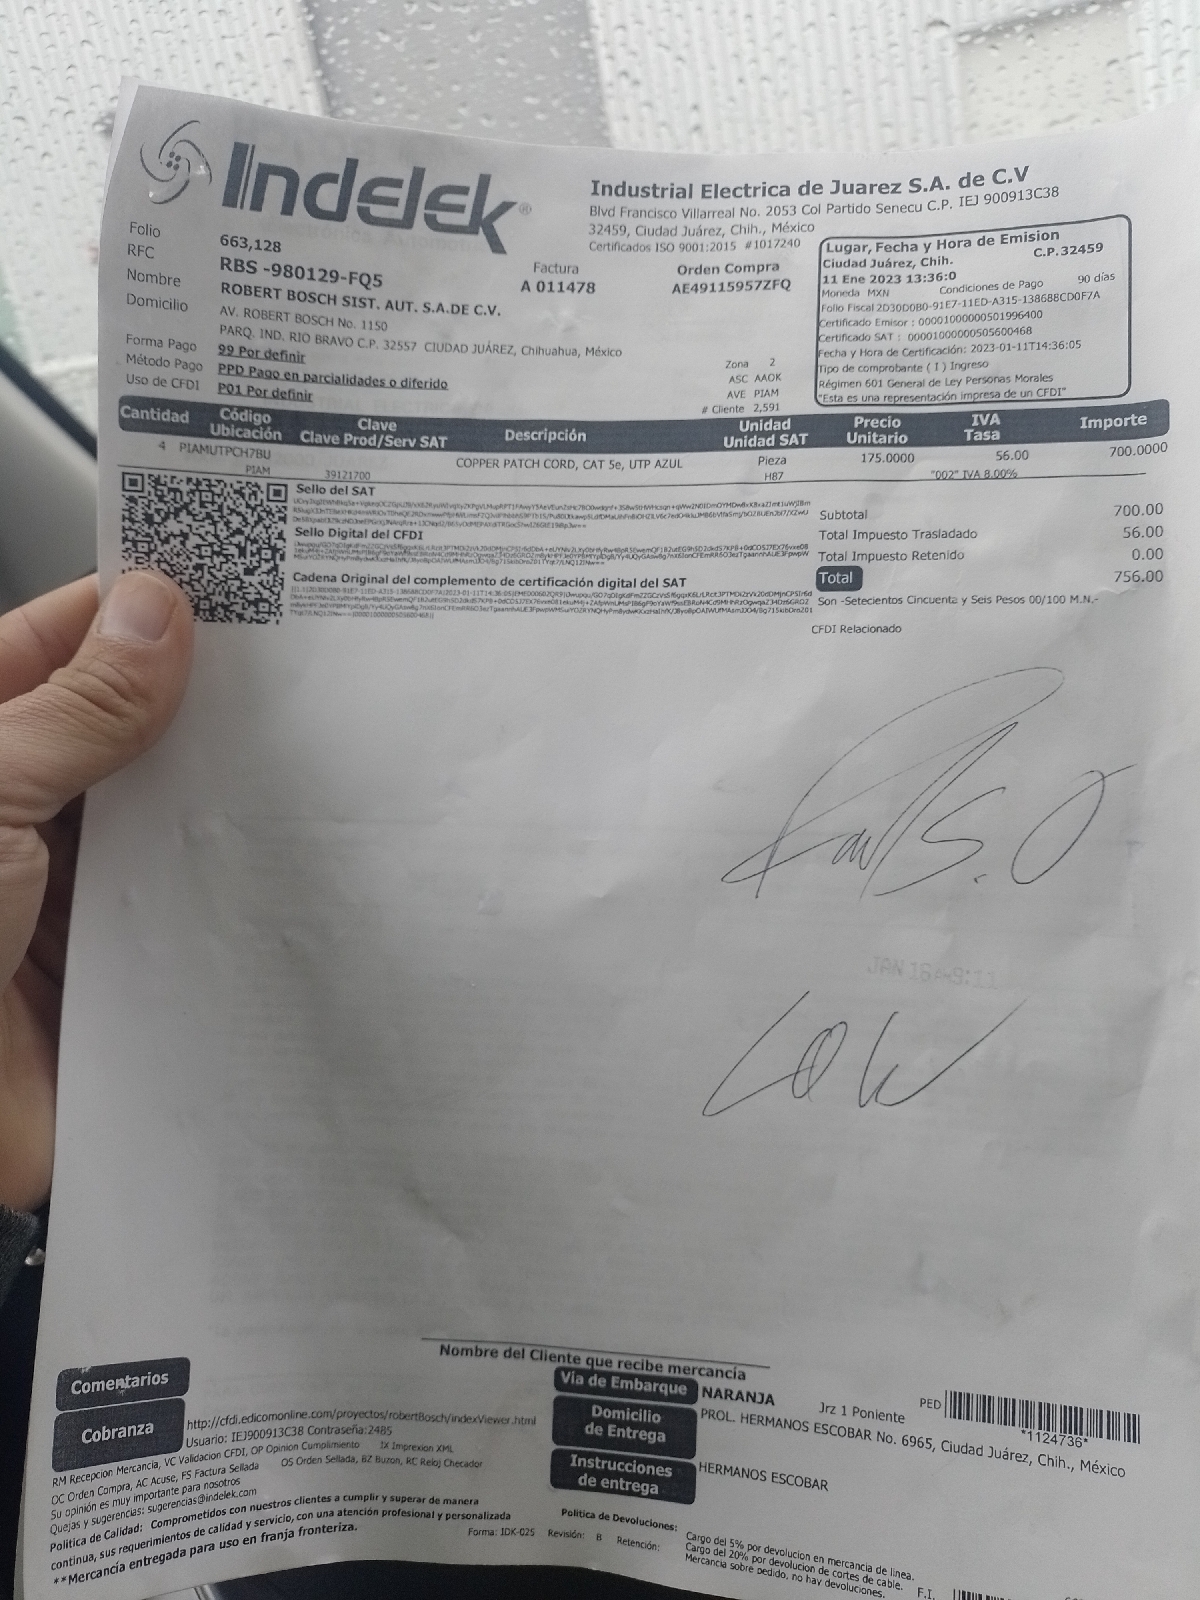 Indelek®
Industrial Electrica de Juarez S.A. de C.V
Blvd Francisco Villarreal No. 2053 Col Partido Senecu C.P. IEJ 900913C38
32459, Ciudad Juárez, Chih., México
Certificados ISO 9001:2015 #1017240
Folio 663,128
RFC RBS -980129-FQ5
Nombre ROBERT BOSCH SIST. AUT. S.A.DE C.V.
Domicilio AV. ROBERT BOSCH No. 1150
PARQ. IND. RIO BRAVO C.P. 32557 CIUDAD JUÁREZ, Chihuahua, México
Forma Pago 99 Por definir
Método Pago PPD Pago en parcialidades o diferido
Uso de CFDI P01 Por definir
Factura
A 011478
Orden Compra
AE49115957ZFQ
Zona 2
ASC AAOK
AVE PIAM
# Cliente 2,591
Lugar, Fecha y Hora de Emision
Ciudad Juárez, Chih. C.P.32459
11 Ene 2023 13:36:0
Moneda MXN Condiciones de Pago 90 días
Folio Fiscal 2D30D0B0-91E7-11ED-A315-138688CD0F7A
Certificado Emisor : 00001000000501996400
Certificado SAT : 00001000000505600468
Fecha y Hora de Certificación: 2023-01-11T14:36:05
Tipo de comprobante ( I ) Ingreso
Régimen 601 General de Ley Personas Morales
"Esta es una representación impresa de un CFDI"
Cantidad Código Ubicación Clave Clave Prod/Serv SAT Descripción Unidad Unidad SAT Precio Unitario IVA Tasa Importe
4 PIAMUTPCH7BU COPPER PATCH CORD, CAT 5e, UTP AZUL Pieza 175.0000 56.00 700.0000
PIAM 39121700 H87 "002" IVA 8.00%
Sello del SAT
Sello Digital del CFDI
Cadena Original del complemento de certificación digital del SAT
Subtotal 700.00
Total Impuesto Trasladado 56.00
Total Impuesto Retenido 0.00
Total 756.00
Son -Setecientos Cincuenta y Seis Pesos 00/100 M.N.-
CFDI Relacionado
LOW
Nombre del Cliente que recibe mercancía
Comentarios
Cobranza
http://cfdi.edicomonline.com/proyectos/robertBosch/indexViewer.html
Usuario: IEJ900913C38 Contraseña:2485
RM Recepcion Mercancia, VC Validacion CFDI, OP Opinion Cumplimiento IX Impresion XML
OC Orden Compra, AC Acuse, FS Factura Sellada OS Orden Sellada, BZ Buzon, RC Reloj Checador
Su opinión es muy importante para nosotros
Quejas y sugerencias: sugerencias@indelek.com
Politica de Calidad: Comprometidos con nuestros clientes a cumplir y superar de manera
continua, sus requerimientos de calidad y servicio, con una atención profesional y personalizada
**Mercancía entregada para uso en franja fronteriza.
Forma: IDK-025 Revisión: B Retención:
Vía de Embarque NARANJA Jrz 1 Poniente PED *1124736*
Domicilio de Entrega PROL. HERMANOS ESCOBAR No. 6965, Ciudad Juárez, Chih., México
Instrucciones de entrega HERMANOS ESCOBAR
Politica de Devoluciones:
Cargo del 5% por devolucion en mercancia de linea.
Cargo del 20% por devolucion de cortes de cable.
Mercancia sobre pedido, no hay devoluciones. F.I.